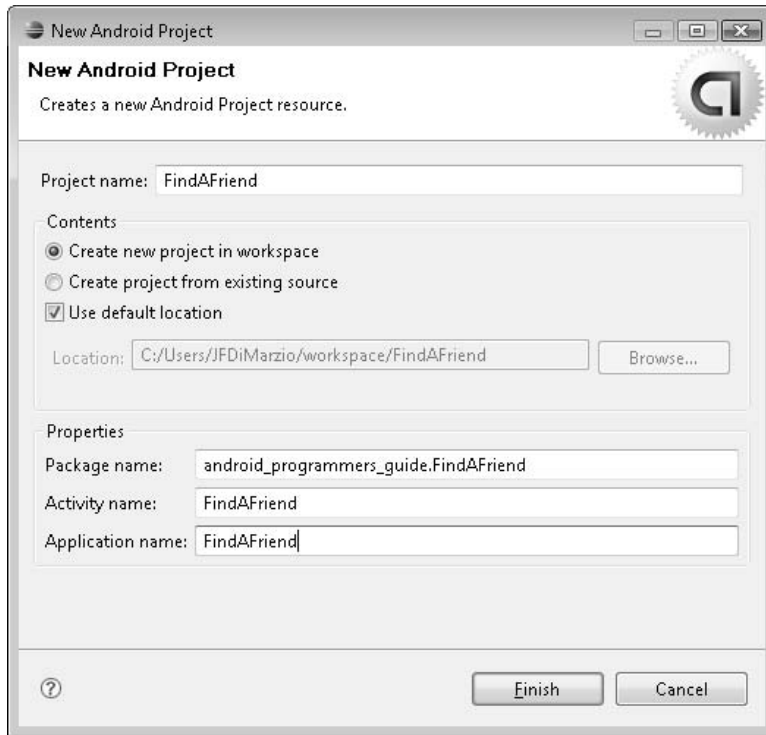 New Android Project
New Android Project
Creates a new Android Project resource.
Project name: FindAFriend
Contents
Create new project in workspace
Create project from existing source
Use default location
Location: C:/Users/JFDiMarzio/workspace/FindAFriend Browse...
Properties
Package name: android_programmers_guide.FindAFriend
Activity name: FindAFriend
Application name: FindAFriend
? Finish Cancel